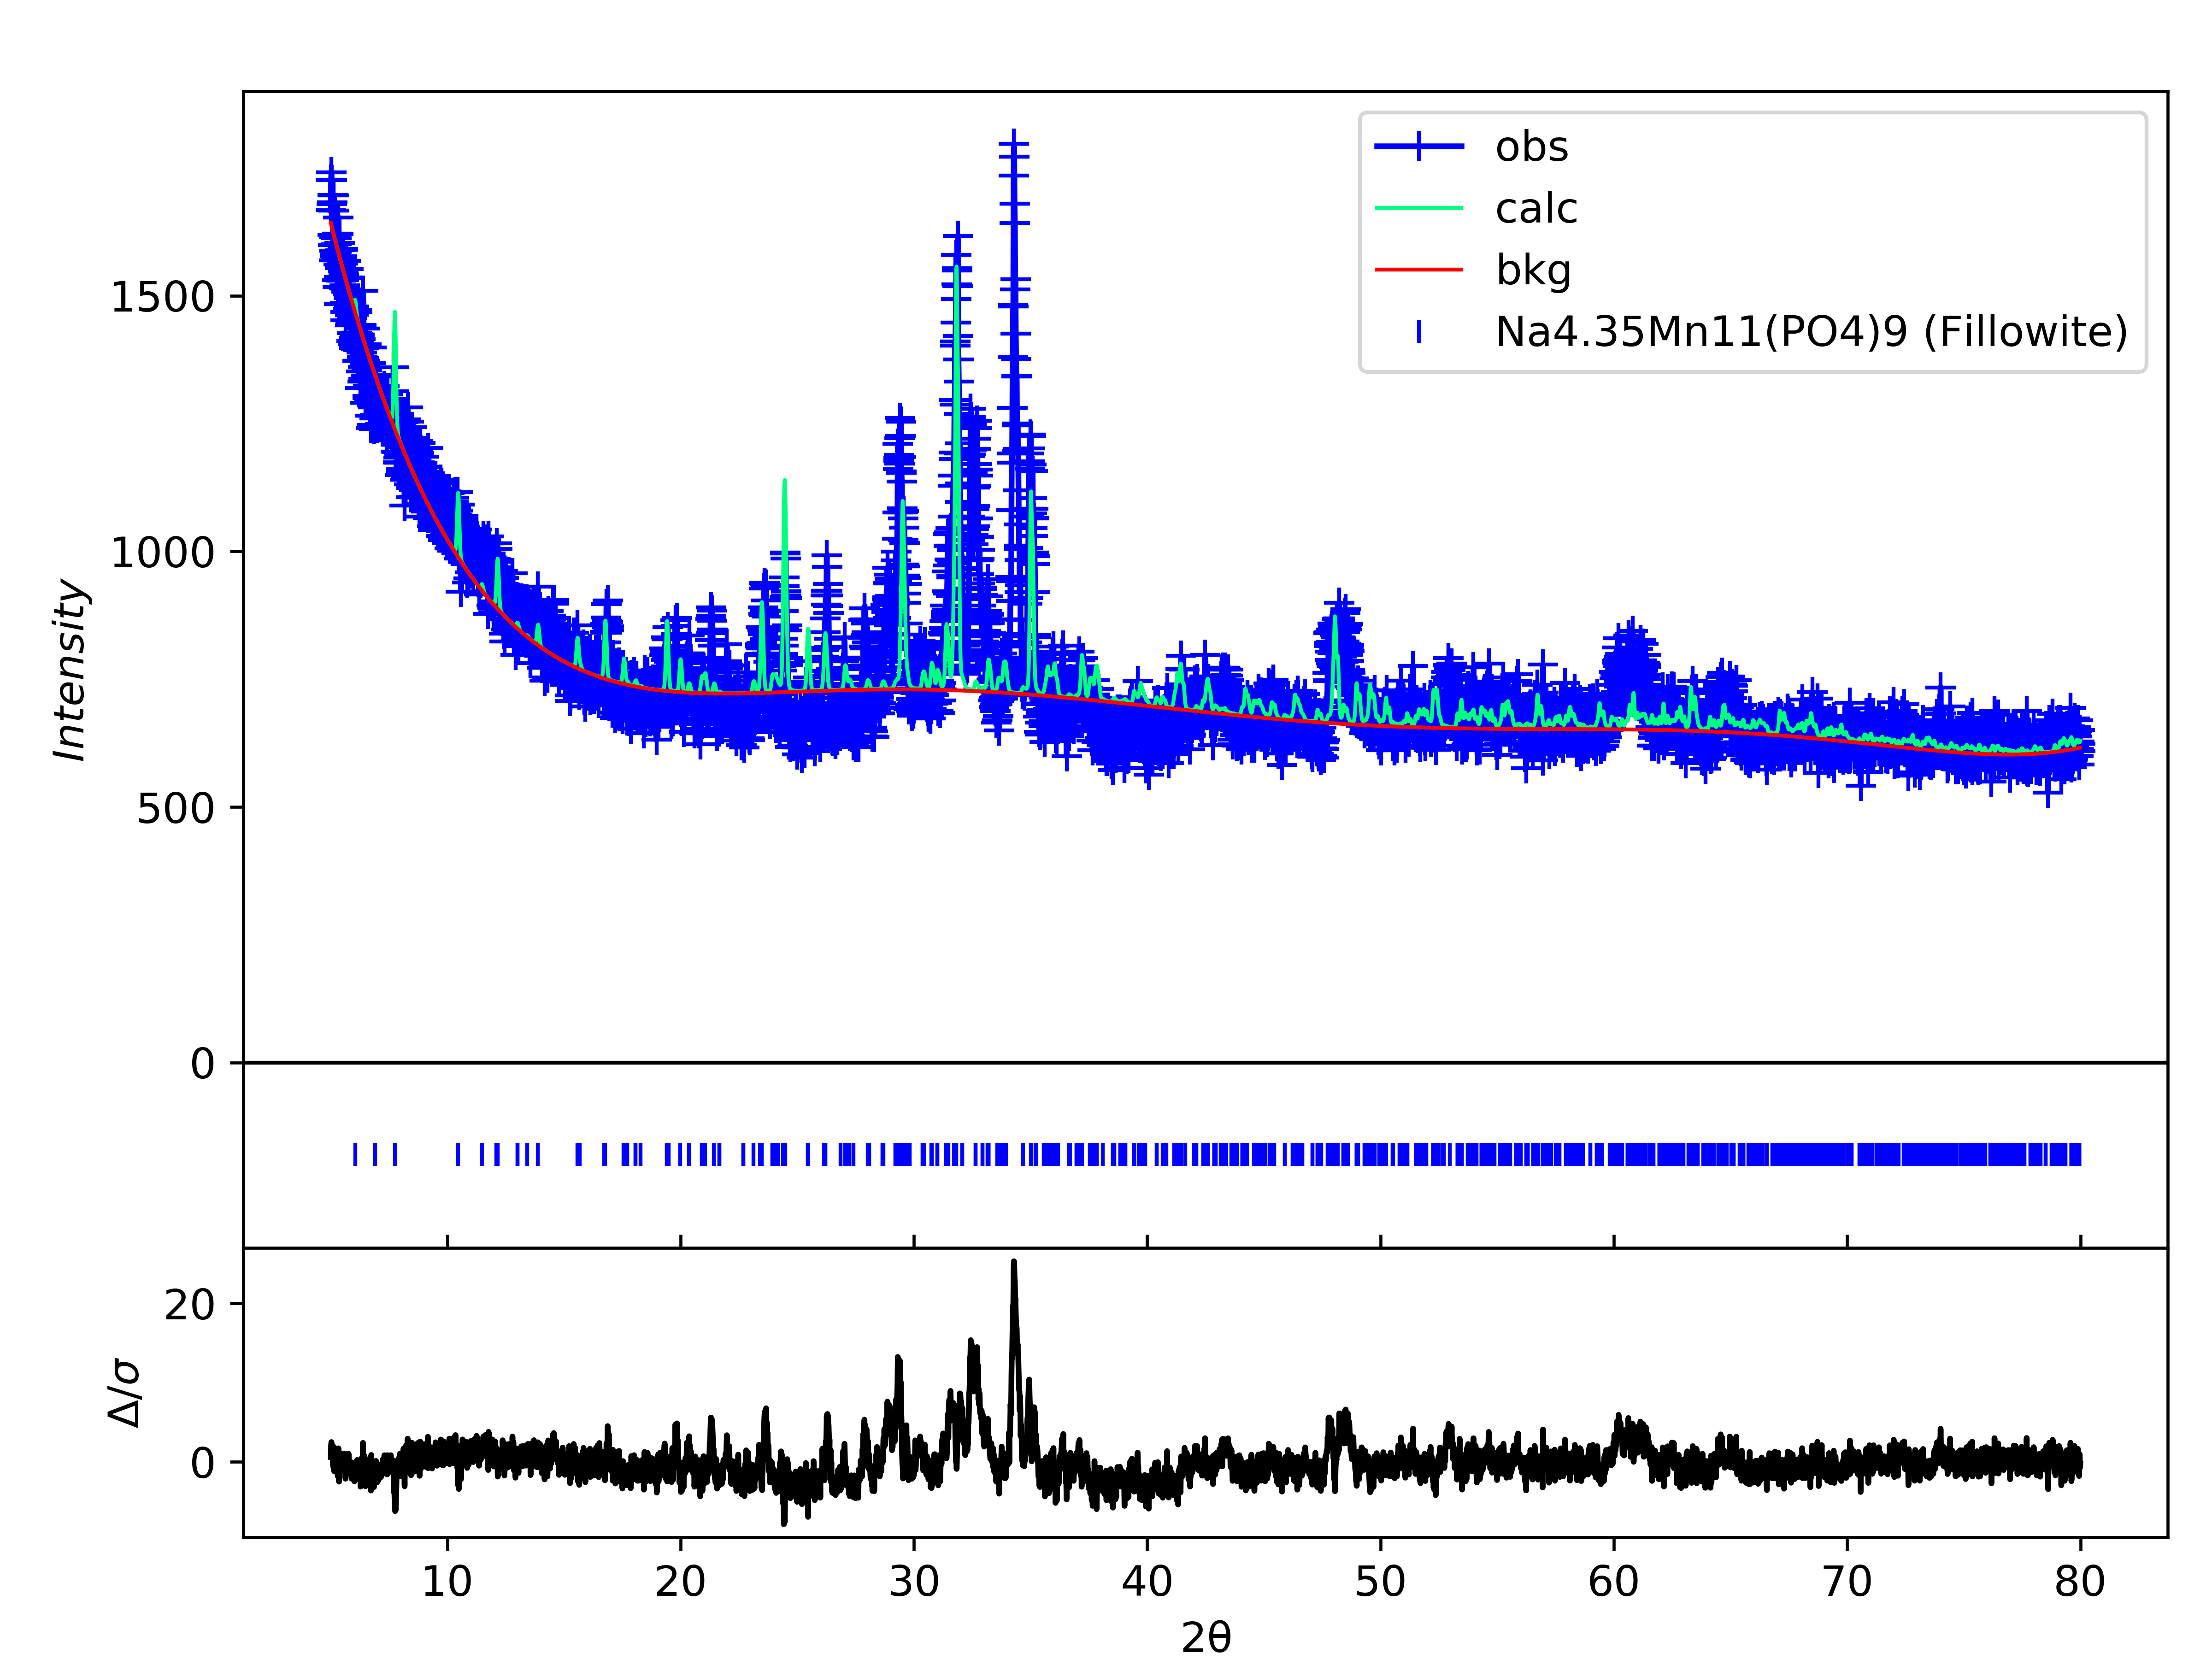 obs
calc
bkg
Na4.35Mn11(PO4)9 (Fillowite)
1500
1000
500
0
Intensity
20
0
Δ/σ
10 20 30 40 50 60 70 80
2θ